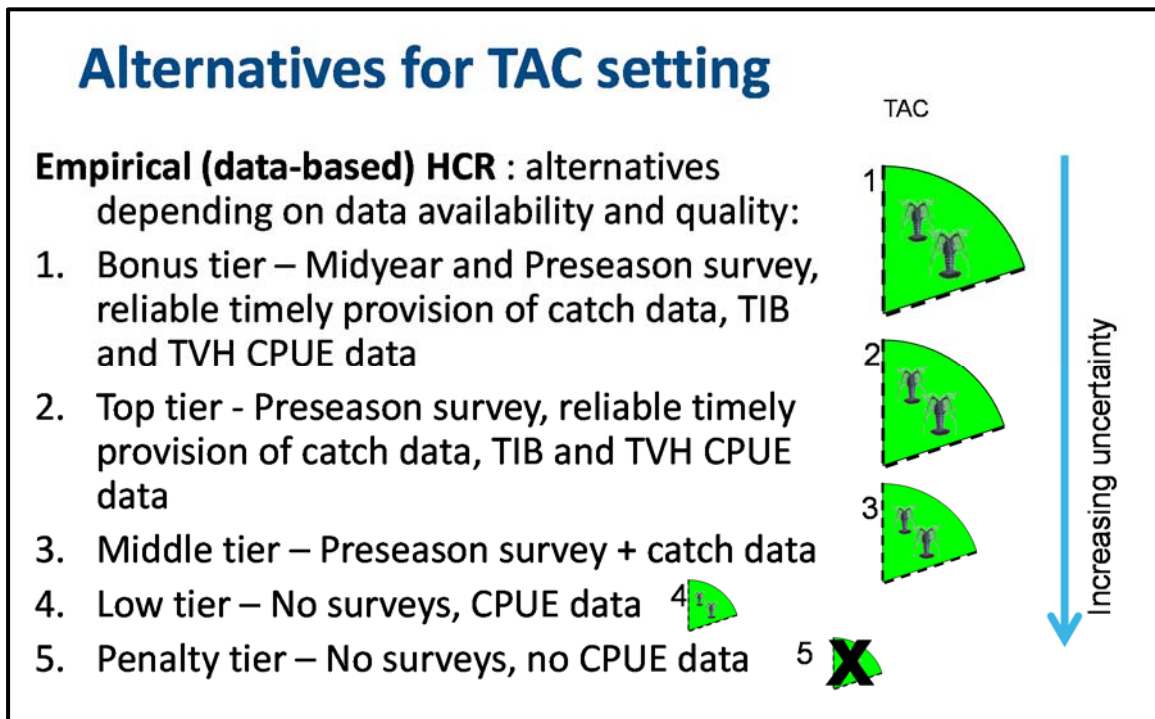 Alternatives for TAC setting
TAC
Empirical (data-based) HCR : alternatives
depending on data availability and quality:
1. Bonus tier – Midyear and Preseason survey,
reliable timely provision of catch data, TIB
and TVH CPUE data
2. Top tier - Preseason survey, reliable timely
provision of catch data, TIB and TVH CPUE
data
3. Middle tier – Preseason survey + catch data
4. Low tier – No surveys, CPUE data
5. Penalty tier – No surveys, no CPUE data
1
2
3
4
5
X
Increasing uncertainty